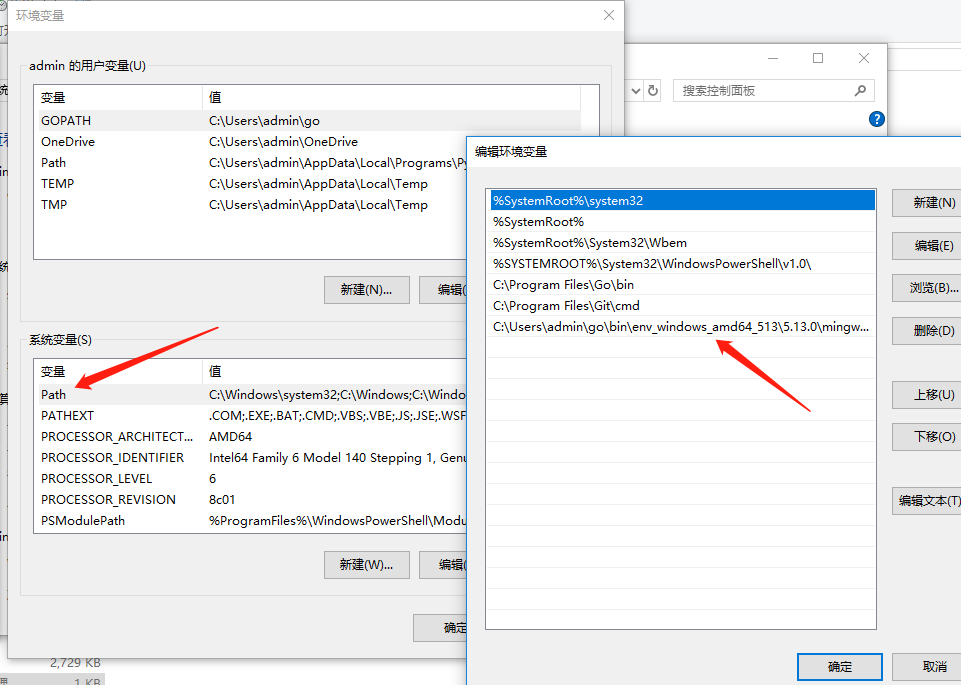 环境变量
admin 的用户变量(U)
变量 值
GOPATH C:\Users\admin\go
OneDrive C:\Users\admin\OneDrive
Path C:\Users\admin\AppData\Local\Programs\Py
TEMP C:\Users\admin\AppData\Local\Temp
TMP C:\Users\admin\AppData\Local\Temp
新建(N)... 编辑(
系统变量(S)
变量 值
Path C:\Windows\system32;C:\Windows;C:\Windo
PATHEXT .COM;.EXE;.BAT;.CMD;.VBS;.VBE;.JS;.JSE;.WSF
PROCESSOR_ARCHITECT... AMD64
PROCESSOR_IDENTIFIER Intel64 Family 6 Model 140 Stepping 1, Genu
PROCESSOR_LEVEL 6
PROCESSOR_REVISION 8c01
PSModulePath %ProgramFiles%\WindowsPowerShell\Modu
新建(W)... 编辑(
确定
2,729 KB
1 KB
搜索控制面板
?
编辑环境变量
%SystemRoot%\system32
%SystemRoot%
%SystemRoot%\System32\Wbem
%SYSTEMROOT%\System32\WindowsPowerShell\v1.0\
C:\Program Files\Go\bin
C:\Program Files\Git\cmd
C:\Users\admin\go\bin\env_windows_amd64_513\5.13.0\mingw...
新建(N)
编辑(E)
浏览(B)...
删除(D)
上移(U)
下移(O)
编辑文本(T)
确定 取消